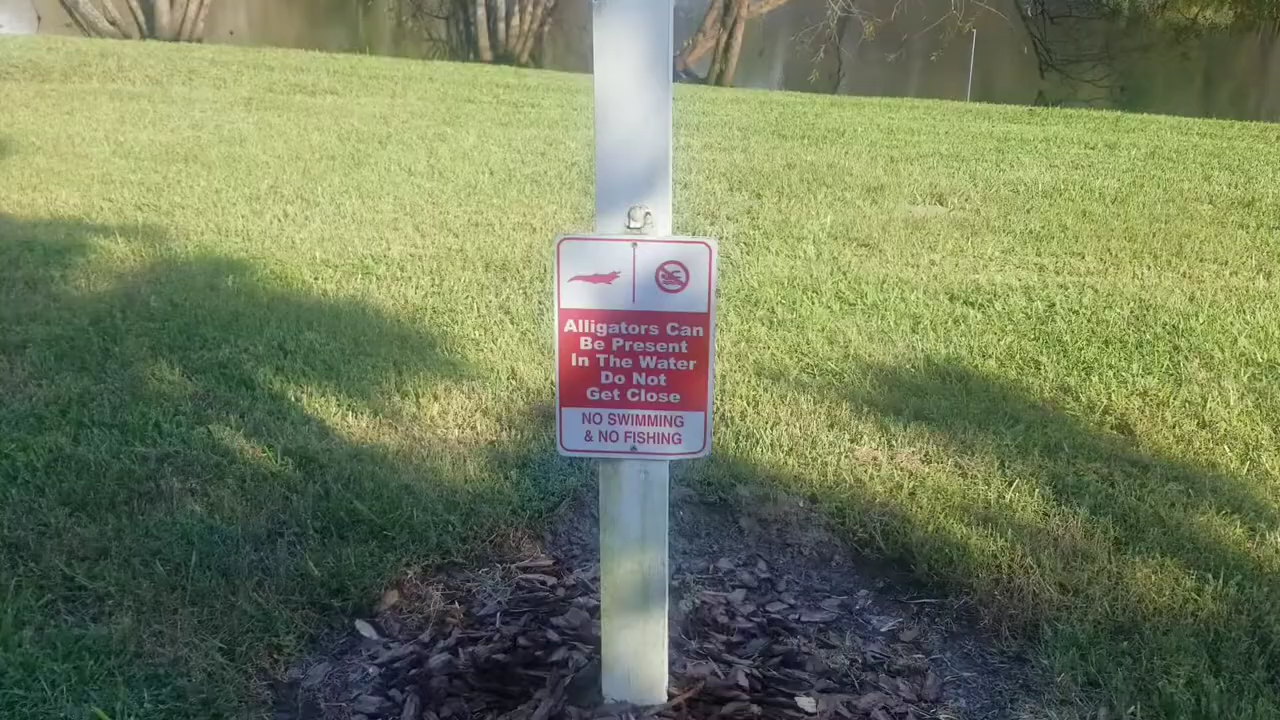 Alligators Can
Be Present
In The Water
Do Not
Get Close
NO SWIMMING
& NO FISHING